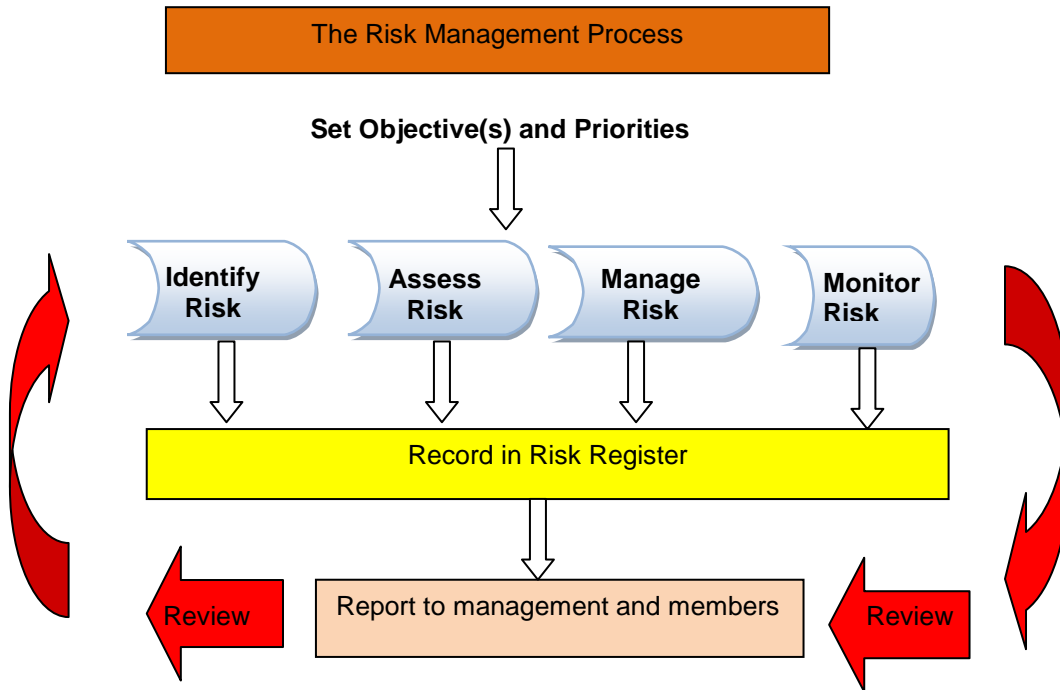 The Risk Management Process
Set Objective(s) and Priorities
Identify
Risk
Assess
Risk
Manage
Risk
Monitor
Risk
Record in Risk Register
Review
Report to management and members
Review